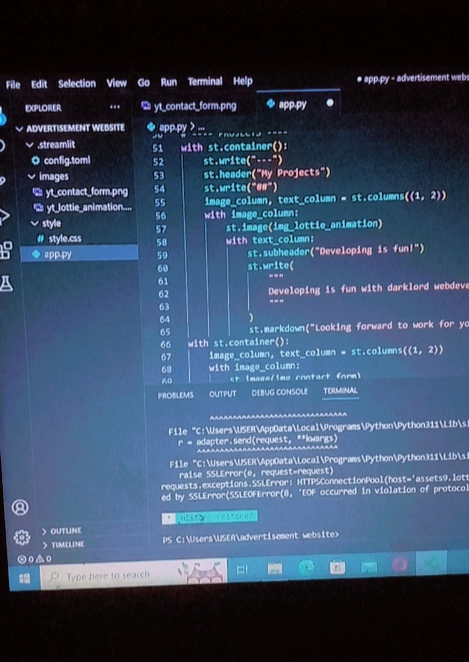 File Edit Selection View Go Run Terminal Help
app.py - advertisement webs
EXPLORER
yt_contact_form.png
app.py
ADVERTISEMENT WEBSITE
.streamlit
config.toml
images
yt_contact_form.png
yt_lottie_animation....
style
# style.css
app.py
app.py > ...
50 # ---- PROJECTS ----
51 with st.container():
52 st.write("---")
53 st.header("My Projects")
54 st.write("##")
55 image_column, text_column = st.columns((1, 2))
56 with image_column:
57 st.image(img_lottie_animation)
58 with text_column:
59 st.subheader("Developing is fun!")
60 st.write(
61 """
62 Developing is fun with darklord webdeve
63 """
64 )
65 st.markdown("Looking forward to work for yo
66 with st.container():
67 image_column, text_column = st.columns((1, 2))
68 with image_column:
69 st.image(img_contact_form)
PROBLEMS OUTPUT DEBUG CONSOLE TERMINAL
File "C:\Users\USER\AppData\Local\Programs\Python\Python311\Lib\si
r = adapter.send(request, **kwargs)
File "C:\Users\USER\AppData\Local\Programs\Python\Python311\Lib\si
raise SSLError(e, request=request)
requests.exceptions.SSLError: HTTPSConnectionPool(host='assets9.lott
ed by SSLError(SSLEOFError(8, 'EOF occurred in violation of protocol
* History restored
PS C:\Users\USER\advertisement website>
OUTLINE
TIMELINE
0 0
Type here to search